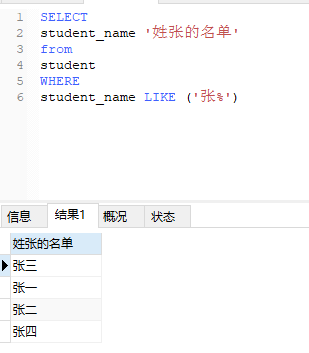 1 SELECT
2 student_name '姓张的名单'
3 from
4 student
5 WHERE
6 student_name LIKE ('张%')
信息 结果1 概况 状态
姓张的名单
张三
张一
张二
张四